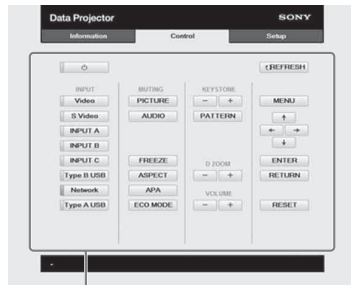 Data Projector SONY
Information Control Setup
REFRESH
INPUT MUTING KEYSTONE
Video PICTURE - + MENU
S Video AUDIO PATTERN
INPUT A
INPUT B
INPUT C FREEZE D ZOOM ENTER
Type B USB ASPECT - + RETURN
Network APA VOLUME
Type A USB ECO MODE - + RESET